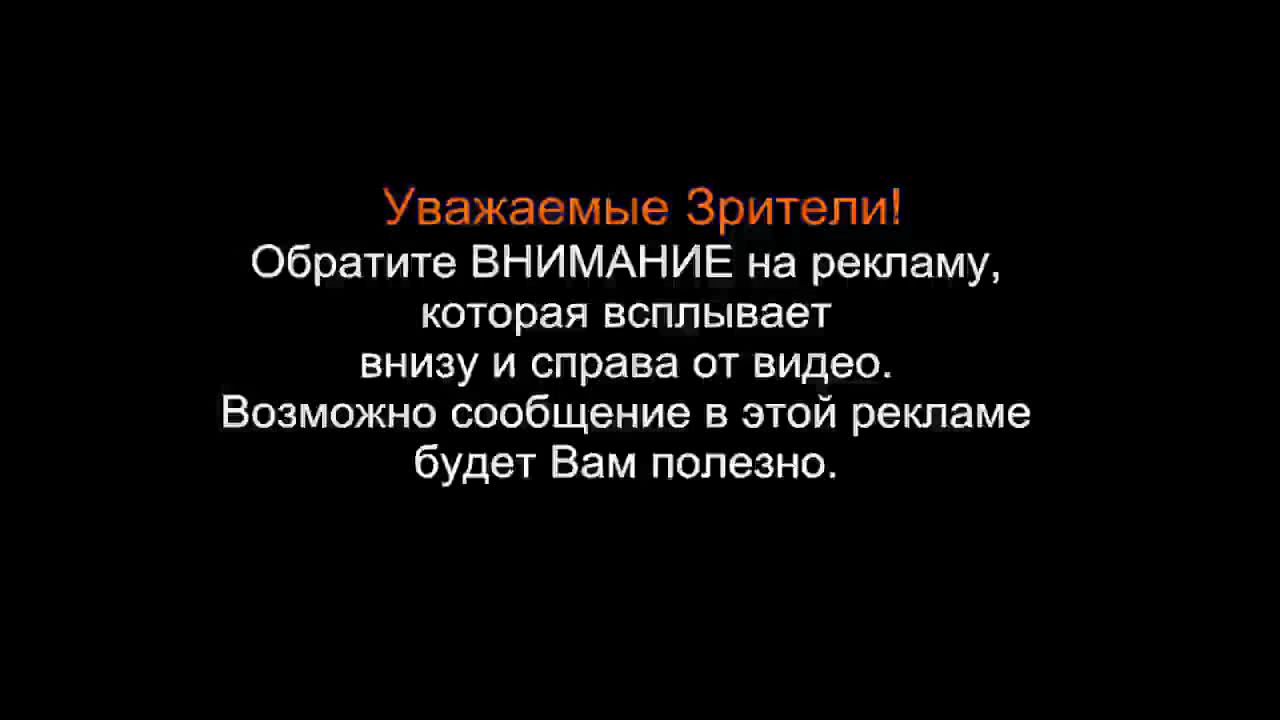 Уважаемые Зрители!
Обратите ВНИМАНИЕ на рекламу,
которая всплывает
внизу и справа от видео.
Возможно сообщение в этой рекламе
будет Вам полезно.